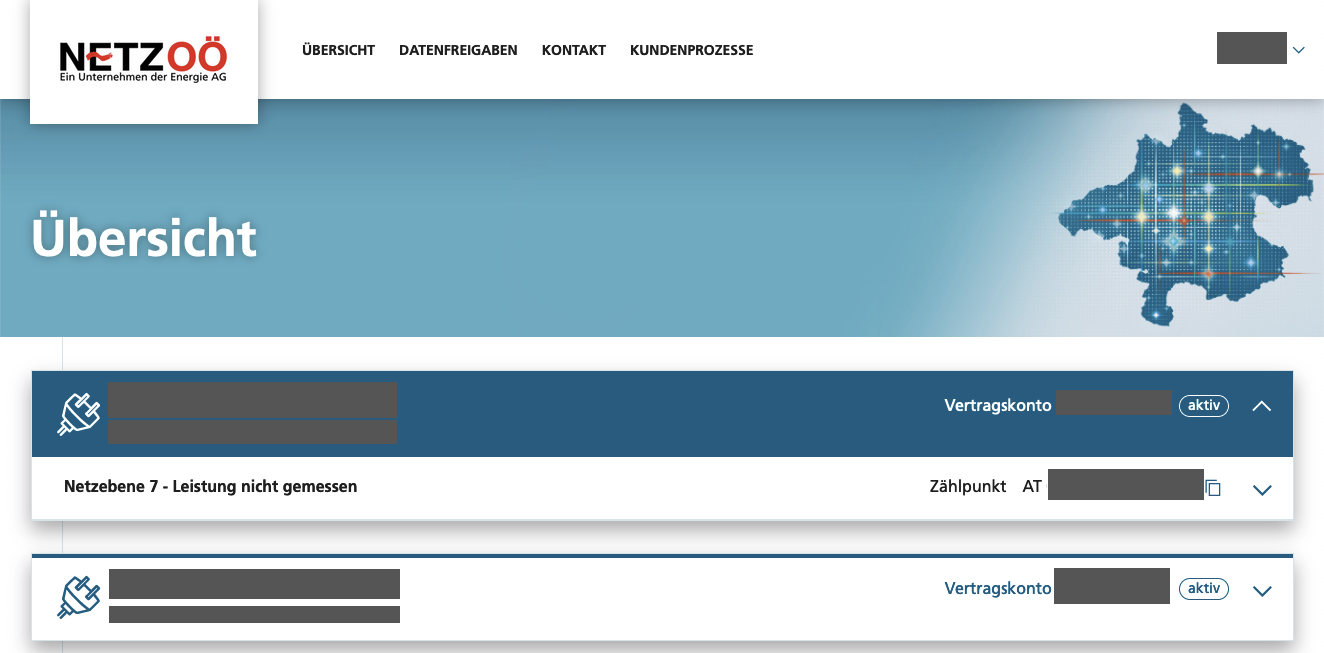 NETZOÖ
Ein Unternehmen der Energie AG
ÜBERSICHT DATENFREIGABEN KONTAKT KUNDENPROZESSE
Übersicht
Vertragskonto aktiv
Netzebene 7 - Leistung nicht gemessen Zählpunkt AT
Vertragskonto aktiv